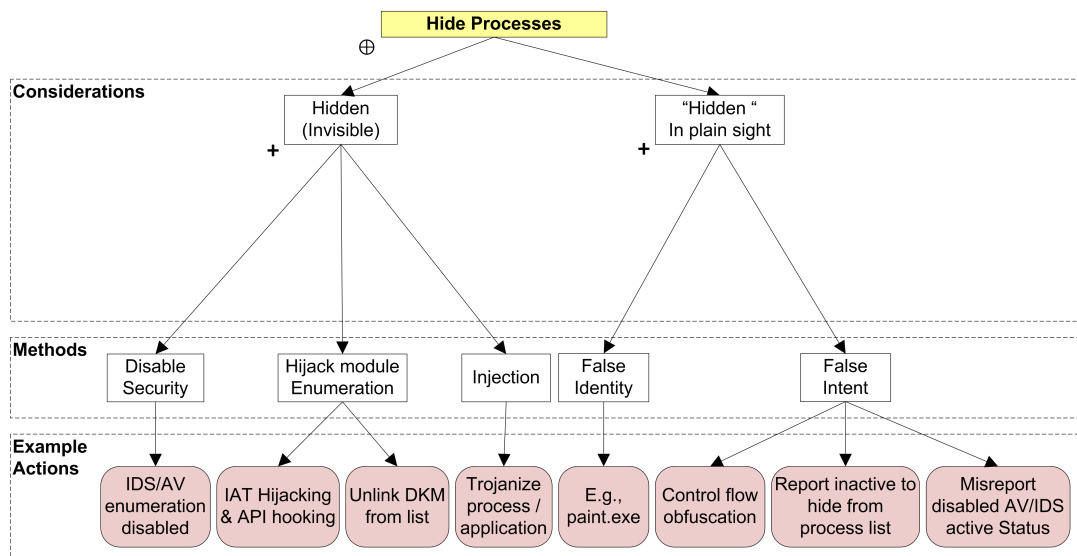 Hide Processes
⊕
Considerations
Hidden
(Invisible)
+
“Hidden “
In plain sight
+
Methods
Disable
Security
Hijack module
Enumeration
Injection
False
Identity
False
Intent
Example
Actions
IDS/AV
enumeration
disabled
IAT Hijacking
& API hooking
Unlink DKM
from list
Trojanize
process /
application
E.g.,
paint.exe
Control flow
obfuscation
Report inactive to
hide from
process list
Misreport
disabled AV/IDS
active Status